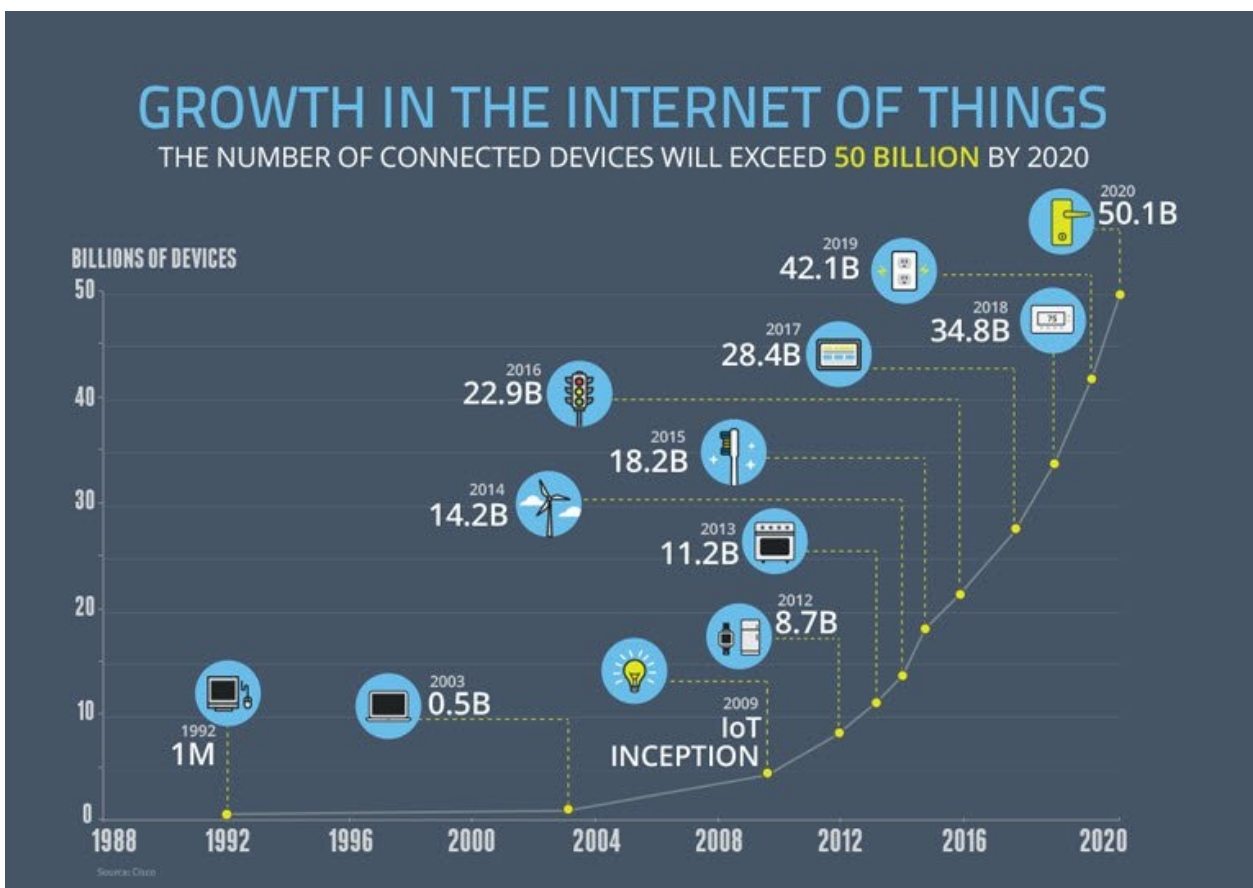 GROWTH IN THE INTERNET OF THINGS
THE NUMBER OF CONNECTED DEVICES WILL EXCEED 50 BILLION BY 2020
BILLIONS OF DEVICES
50
40
30
20
10
0
1988
1992
1996
2000
2004
2008
2012
2016
2020
1992
1M
2003
0.5B
2009
IoT
INCEPTION
2012
8.7B
2013
11.2B
2014
14.2B
2015
18.2B
2016
22.9B
2017
28.4B
2018
34.8B
75
2019
42.1B
2020
50.1B
Source: Cisco